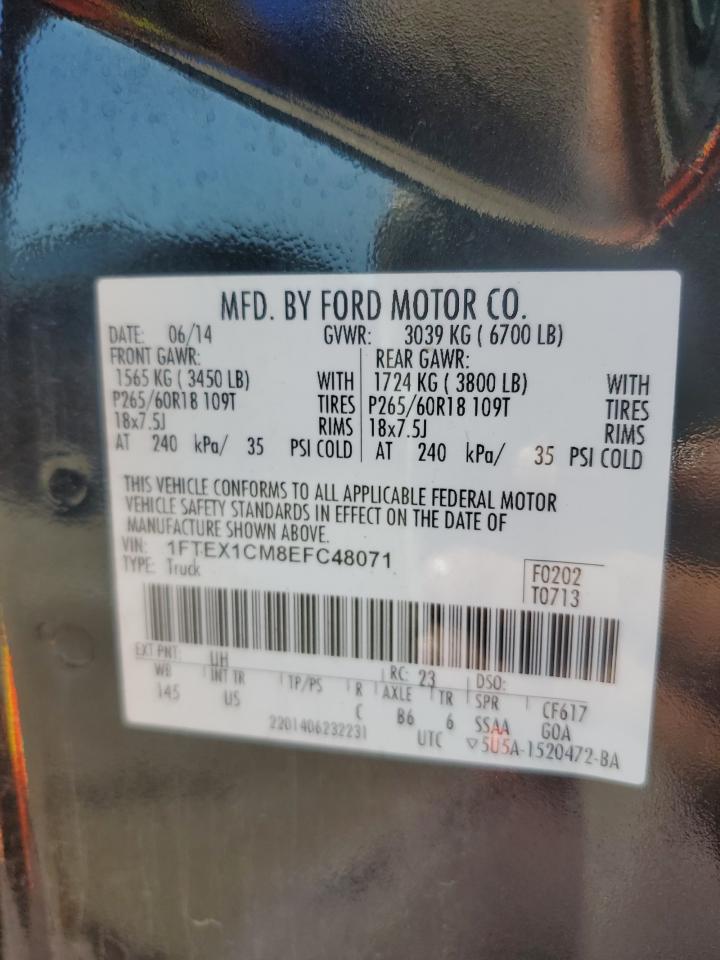 MFD. BY FORD MOTOR CO.
DATE: 06/14 GVWR: 3039 KG ( 6700 LB)
FRONT GAWR: REAR GAWR:
1565 KG ( 3450 LB) WITH 1724 KG ( 3800 LB) WITH
P265/60R18 109T TIRES P265/60R18 109T TIRES
18x7.5J RIMS 18x7.5J RIMS
AT 240 kPa/ 35 PSI COLD AT 240 kPa/ 35 PSI COLD
THIS VEHICLE CONFORMS TO ALL APPLICABLE FEDERAL MOTOR
VEHICLE SAFETY STANDARDS IN EFFECT ON THE DATE OF
MANUFACTURE SHOWN ABOVE.
VIN: 1FTEX1CM8EFC48071
TYPE: Truck F0202
T0713
EXT PNT: UH RC: 23 DSO:
WB INT TR TP/PS R AXLE TR SPR CF617
145 US C B6 6 SSAA GOA
2201406232231 UTC ▽5U5A-1520472-BA